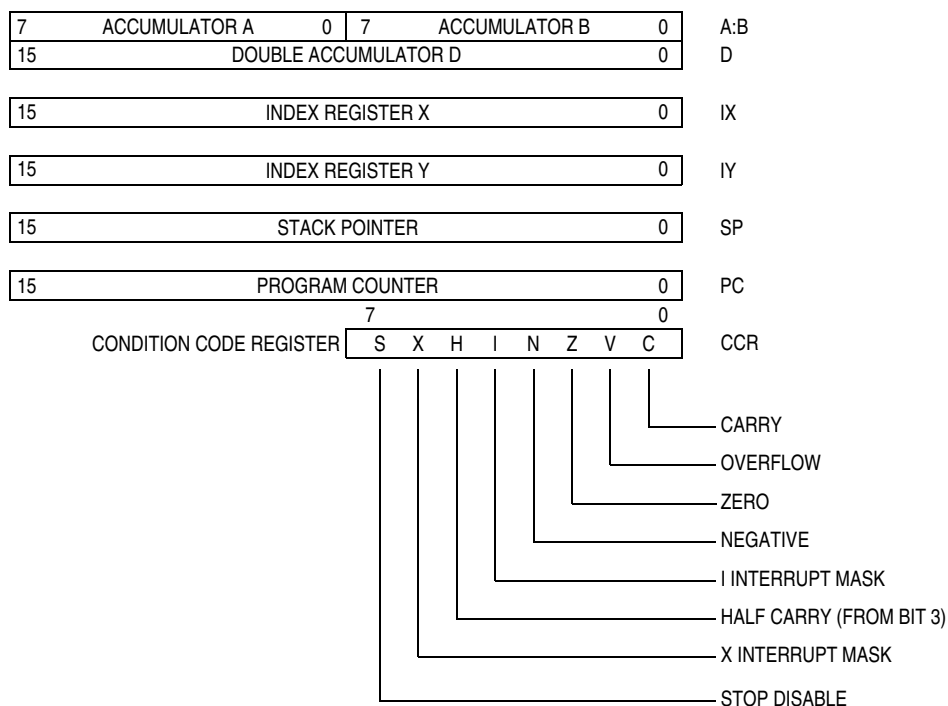 7 ACCUMULATOR A 0 7 ACCUMULATOR B 0 A:B
15 DOUBLE ACCUMULATOR D 0 D
15 INDEX REGISTER X 0 IX
15 INDEX REGISTER Y 0 IY
15 STACK POINTER 0 SP
15 PROGRAM COUNTER 0 PC
7 0
CONDITION CODE REGISTER S X H I N Z V C CCR
CARRY
OVERFLOW
ZERO
NEGATIVE
I INTERRUPT MASK
HALF CARRY (FROM BIT 3)
X INTERRUPT MASK
STOP DISABLE